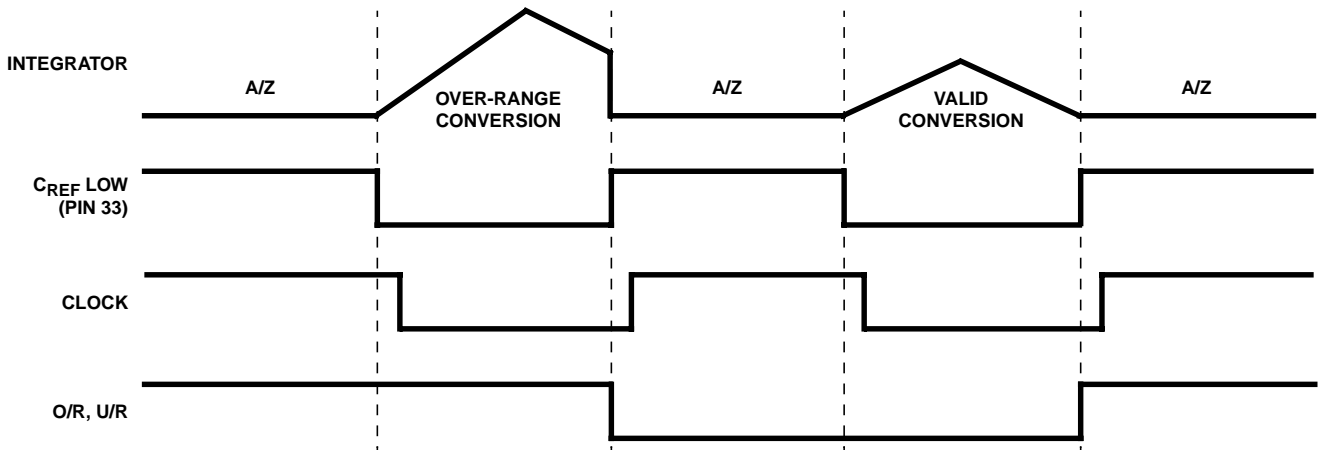 INTEGRATOR
A/Z
OVER-RANGE
CONVERSION
A/Z
VALID
CONVERSION
A/Z
CREF LOW
(PIN 33)
CLOCK
O/R, U/R